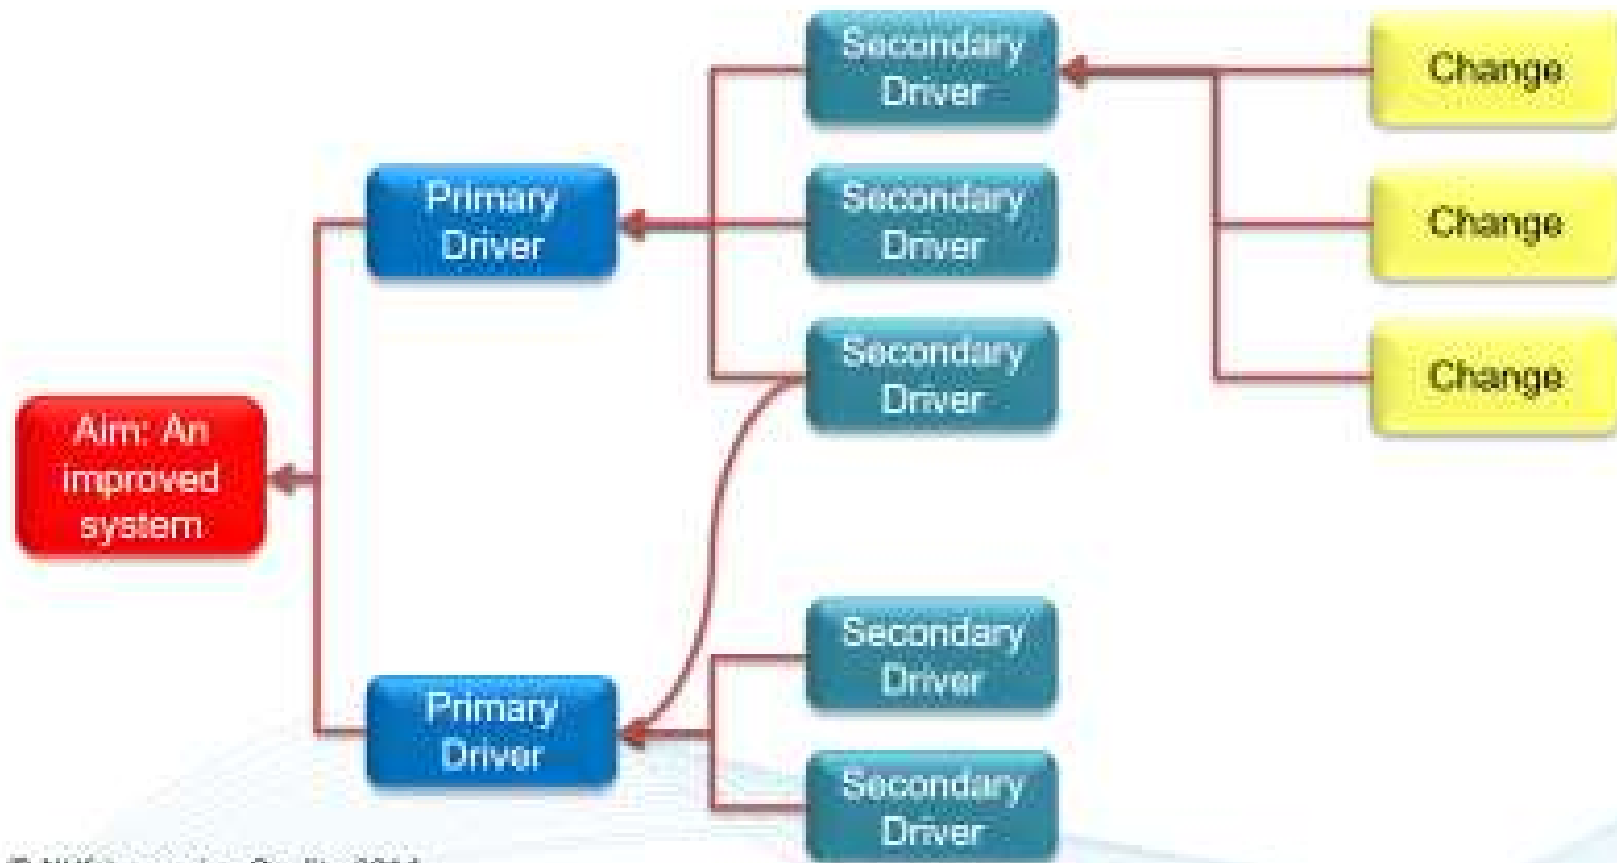 Secondary
Driver
Change
Primary
Driver
Secondary
Driver
Change
Secondary
Driver
Change
Aim: An
improved
system
Secondary
Driver
Primary
Driver
Secondary
Driver